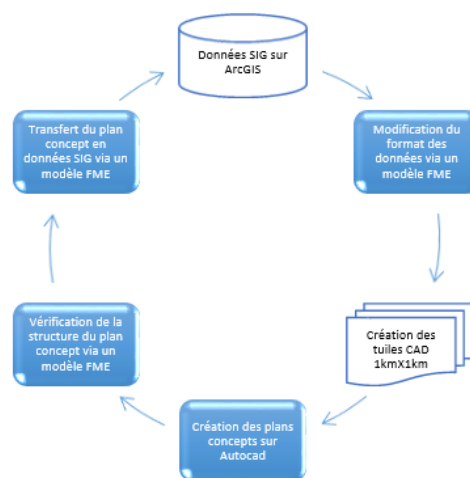 Données SIG sur
ArcGIS
Modification du
format des
données via un
modèle FME
Création des
tuiles CAD
1kmX1km
Création des plans
concepts sur
Autocad
Vérification de la
structure du plan
concept via un
modèle FME
Transfert du plan
concept en
données SIG via un
modèle FME